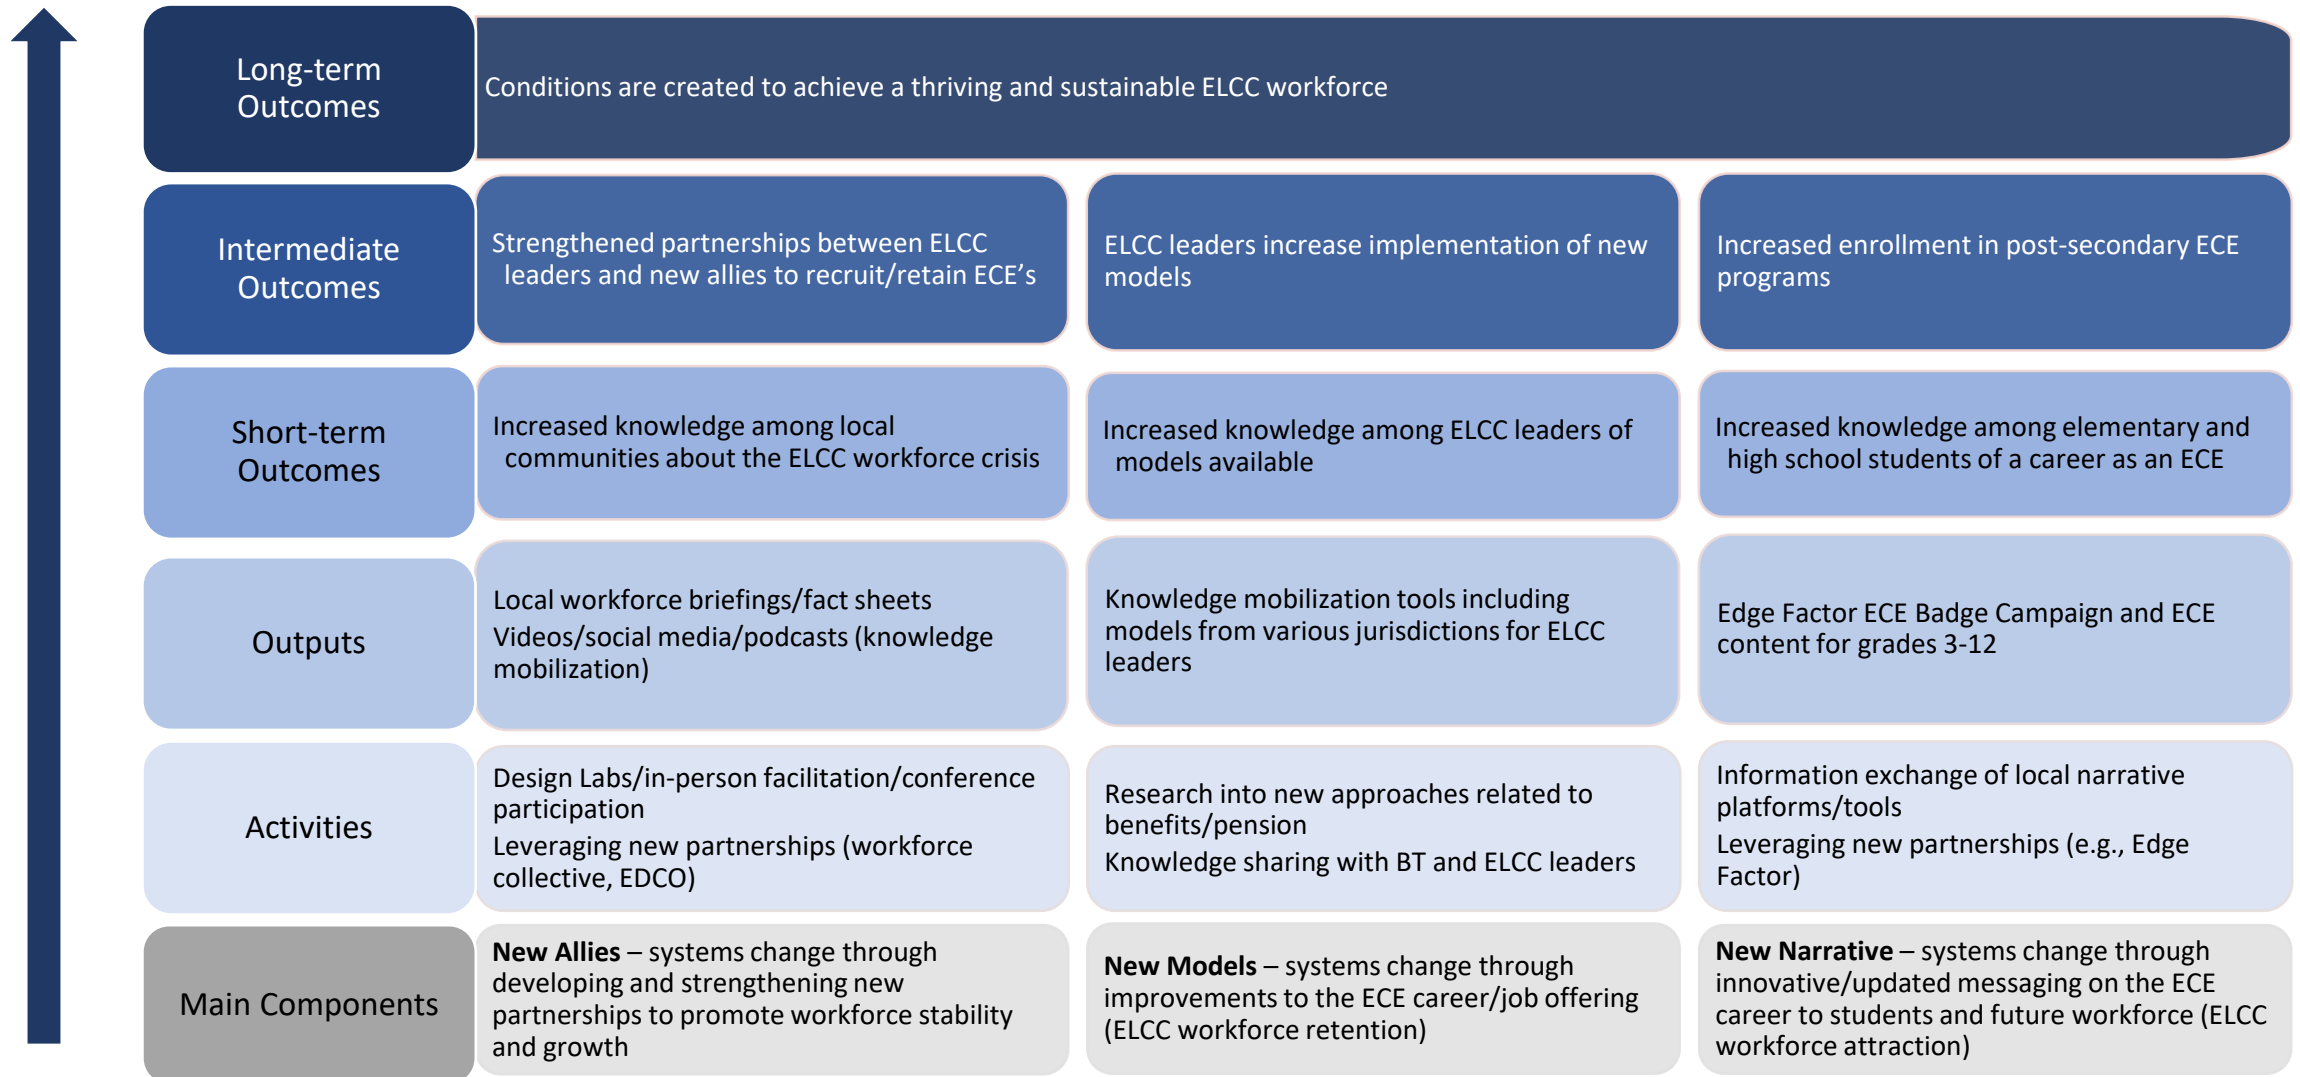 Long-term
Outcomes
Conditions are created to achieve a thriving and sustainable ELCC workforce
Intermediate
Outcomes
Strengthened partnerships between ELCC
leaders and new allies to recruit/retain ECE’s
ELCC leaders increase implementation of new
models
Increased enrollment in post-secondary ECE
programs
Short-term
Outcomes
Increased knowledge among local
communities about the ELCC workforce crisis
Increased knowledge among ELCC leaders of
models available
Increased knowledge among elementary and
high school students of a career as an ECE
Outputs
Local workforce briefings/fact sheets
Videos/social media/podcasts (knowledge
mobilization)
Knowledge mobilization tools including
models from various jurisdictions for ELCC
leaders
Edge Factor ECE Badge Campaign and ECE
content for grades 3-12
Activities
Design Labs/in-person facilitation/conference
participation
Leveraging new partnerships (workforce
collective, EDCO)
Research into new approaches related to
benefits/pension
Knowledge sharing with BT and ELCC leaders
Information exchange of local narrative
platforms/tools
Leveraging new partnerships (e.g., Edge
Factor)
Main Components
New Allies – systems change through
developing and strengthening new
partnerships to promote workforce stability
and growth
New Models – systems change through
improvements to the ECE career/job offering
(ELCC workforce retention)
New Narrative – systems change through
innovative/updated messaging on the ECE
career to students and future workforce (ELCC
workforce attraction)